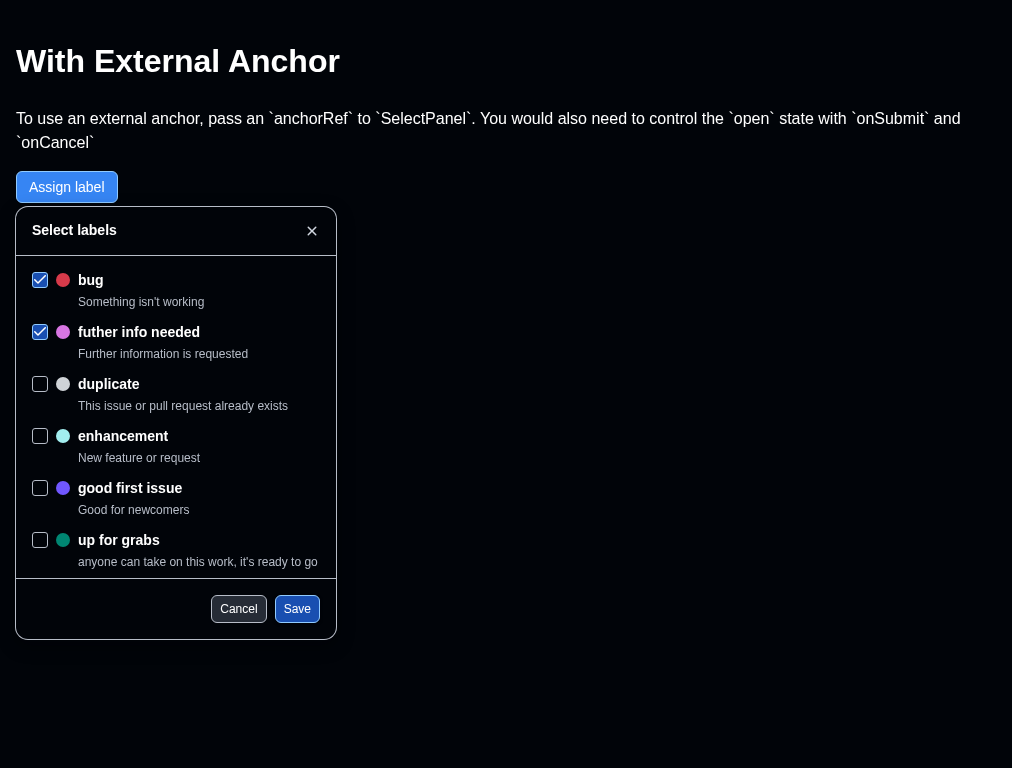 With External Anchor
To use an external anchor, pass an `anchorRef` to `SelectPanel`. You would also need to control the `open` state with `onSubmit` and
`onCancel`
Assign label
Select labels
bug
Something isn't working
futher info needed
Further information is requested
duplicate
This issue or pull request already exists
enhancement
New feature or request
good first issue
Good for newcomers
up for grabs
anyone can take on this work, it's ready to go
Cancel Save